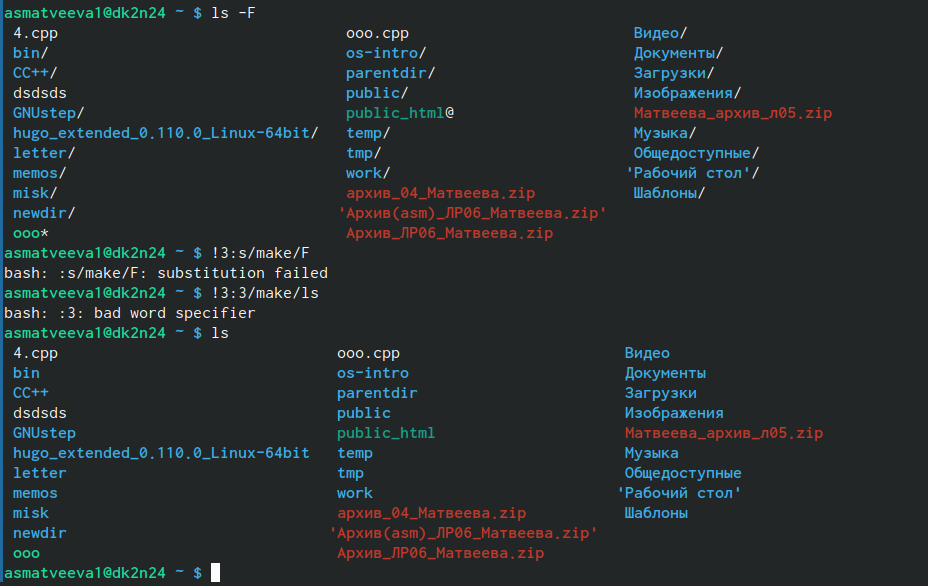 asmatveeva1@dk2n24 ~ $ ls -F
4.cpp ooo.cpp Видео/
bin/ os-intro/ Документы/
CC++/ parentdir/ Загрузки/
dsdsds public/ Изображения/
GNUstep/ public_html@ Матвеева_архив_л05.zip
hugo_extended_0.110.0_Linux-64bit/ temp/ Музыка/
letter/ tmp/ Общедоступные/
memos/ work/ 'Рабочий стол'/
misk/ архив_04_Матвеева.zip Шаблоны/
newdir/ 'Архив(asm)_ЛР06_Матвеева.zip'
ooo* Архив_ЛР06_Матвеева.zip
asmatveeva1@dk2n24 ~ $ !3:s/make/F
bash: :s/make/F: substitution failed
asmatveeva1@dk2n24 ~ $ !3:3/make/ls
bash: :3: bad word specifier
asmatveeva1@dk2n24 ~ $ ls
4.cpp ooo.cpp Видео
bin os-intro Документы
CC++ parentdir Загрузки
dsdsds public Изображения
GNUstep public_html Матвеева_архив_л05.zip
hugo_extended_0.110.0_Linux-64bit temp Музыка
letter tmp Общедоступные
memos work 'Рабочий стол'
misk архив_04_Матвеева.zip Шаблоны
newdir 'Архив(asm)_ЛР06_Матвеева.zip'
ooo Архив_ЛР06_Матвеева.zip
asmatveeva1@dk2n24 ~ $